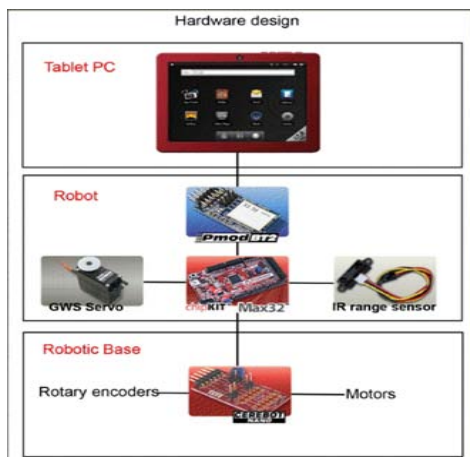 Hardware design
Tablet PC
Robot
Pmod BT2
GWS Servo
chipKIT Max32
IR range sensor
Robotic Base
Rotary encoders
Motors
CEREBOT NANO